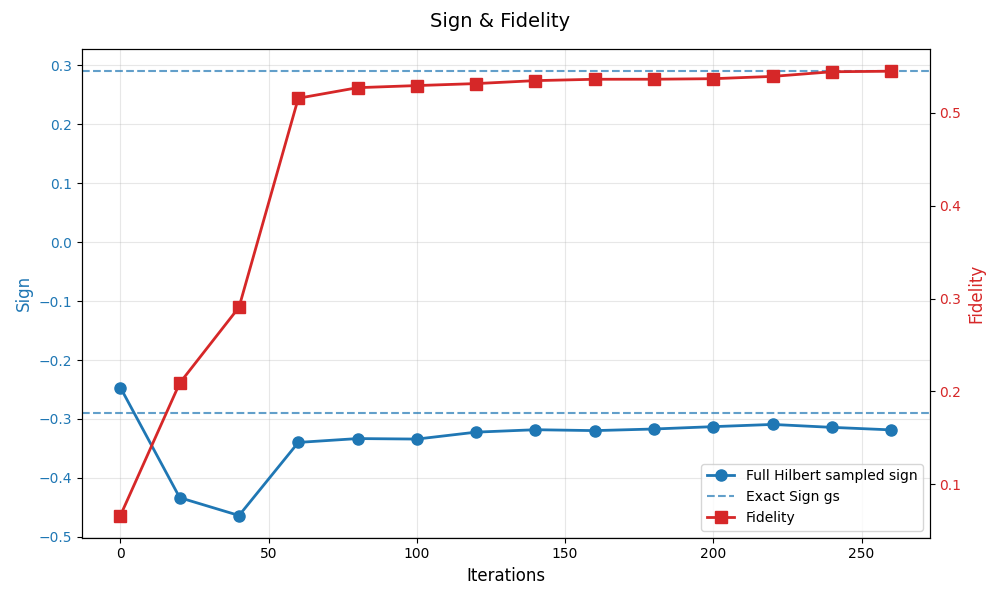 Sign & Fidelity
0.3
0.2
0.1
0.0
−0.1
−0.2
−0.3
−0.4
−0.5
Sign
0.5
0.4
0.3
0.2
0.1
Fidelity
Full Hilbert sampled sign
Exact Sign gs
Fidelity
0 50 100 150 200 250
Iterations